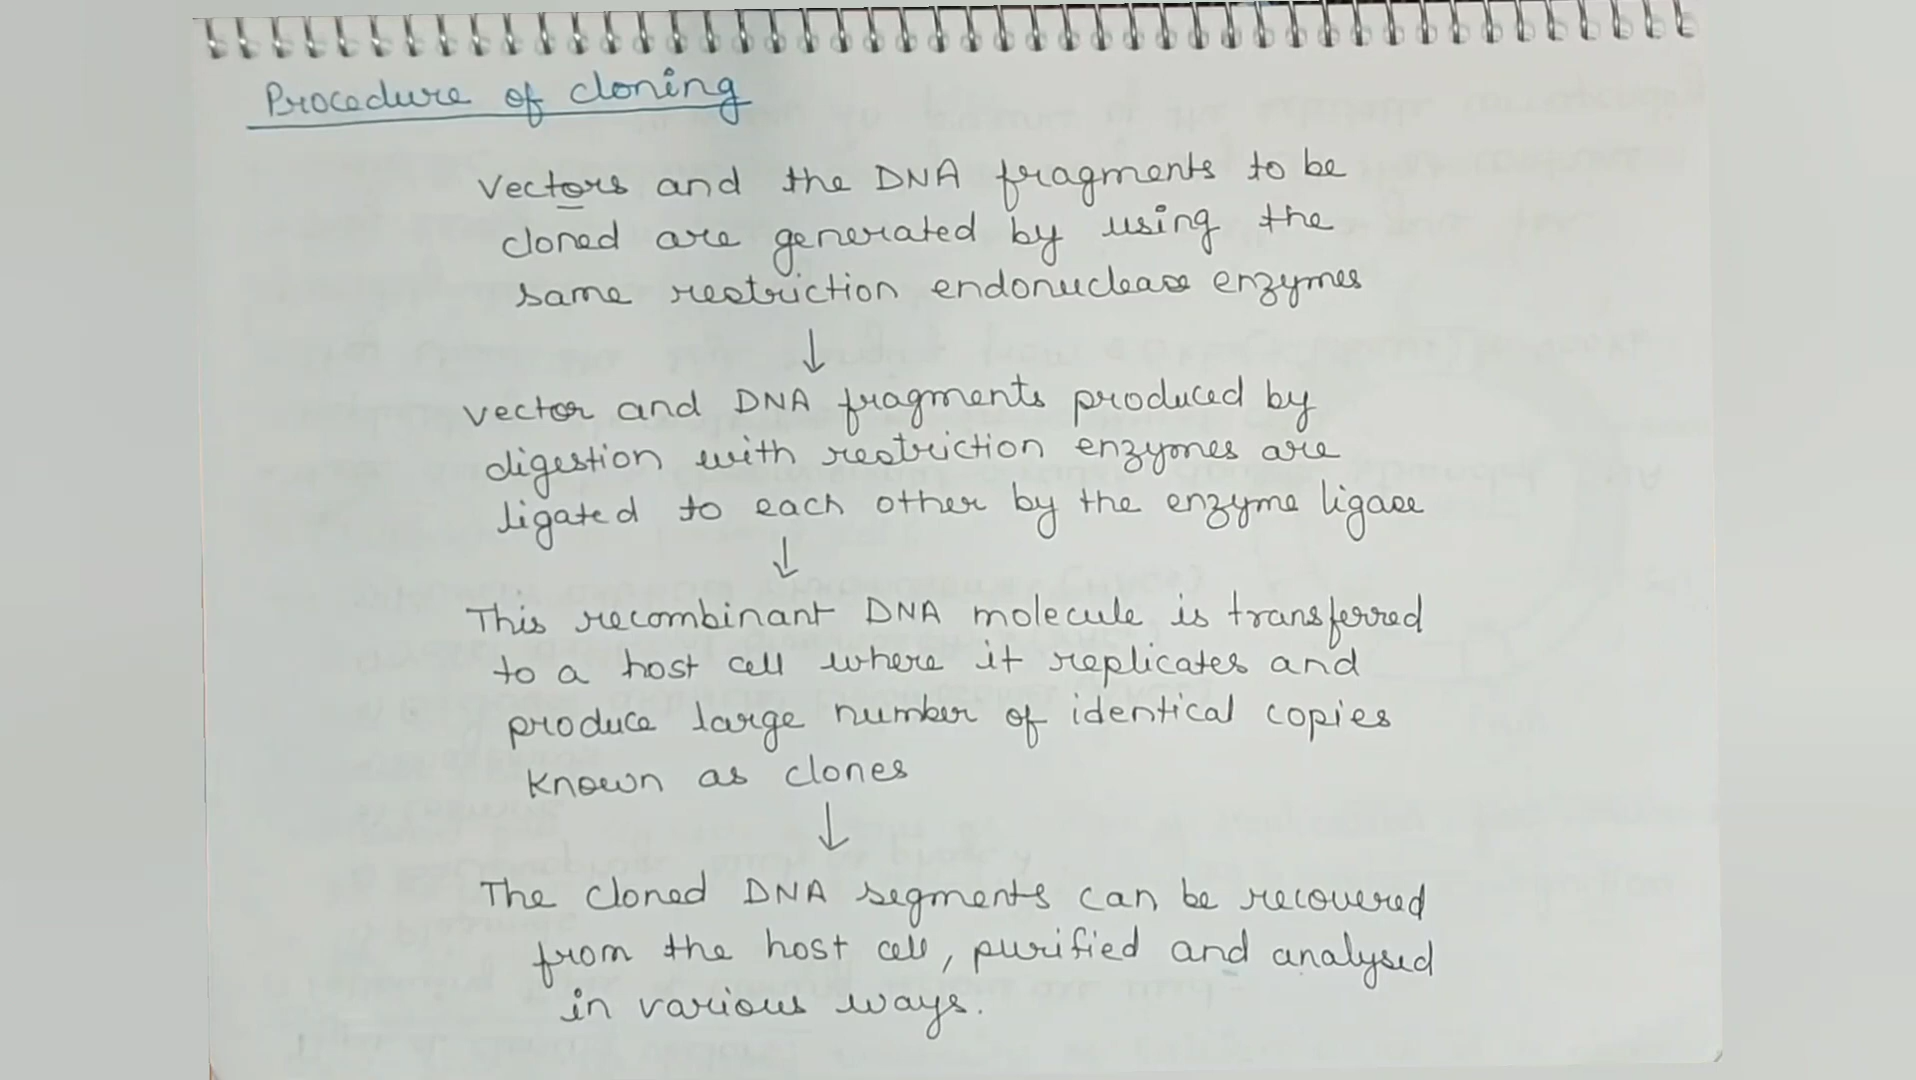 Procedure of cloning
Vectors and the DNA fragments to be
cloned are generated by using the
same restriction endonuclease enzymes
↓
vector and DNA fragments produced by
digestion with restriction enzymes are
ligated to each other by the enzyme ligase
↓
This recombinant DNA molecule is transferred
to a host cell where it replicates and
produce large number of identical copies
known as clones
↓
The cloned DNA segments can be recovered
from the host cell, purified and analysed
in various ways.